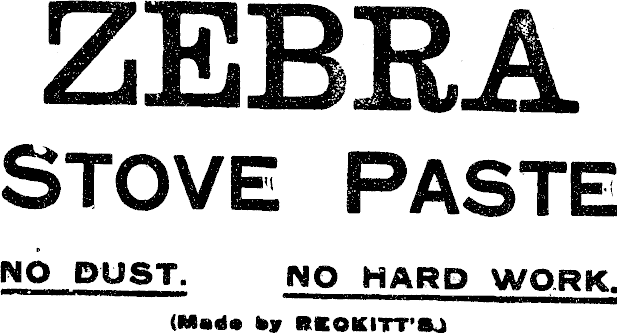 ZEBRA
STOVE PASTE
NO DUST. NO HARD WORK.
(Made by RECKITT'S.)